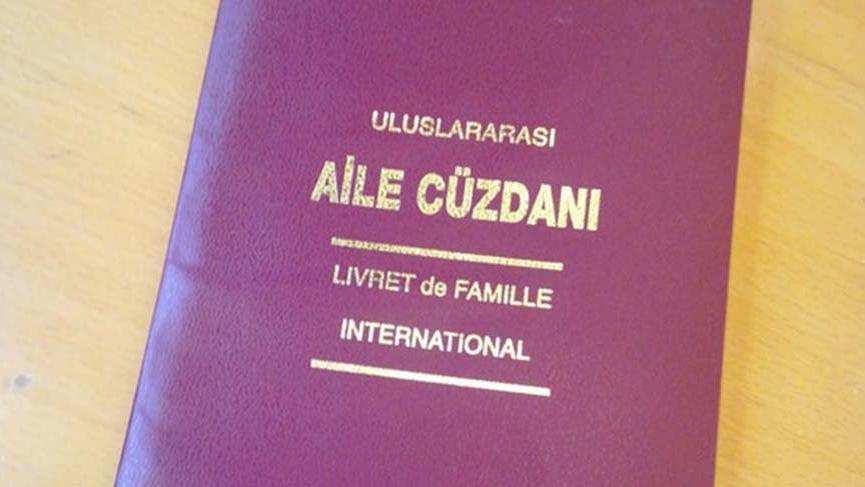 ULUSLARARASI
AİLE CÜZDANI
LIVRET de FAMILLE
INTERNATIONAL